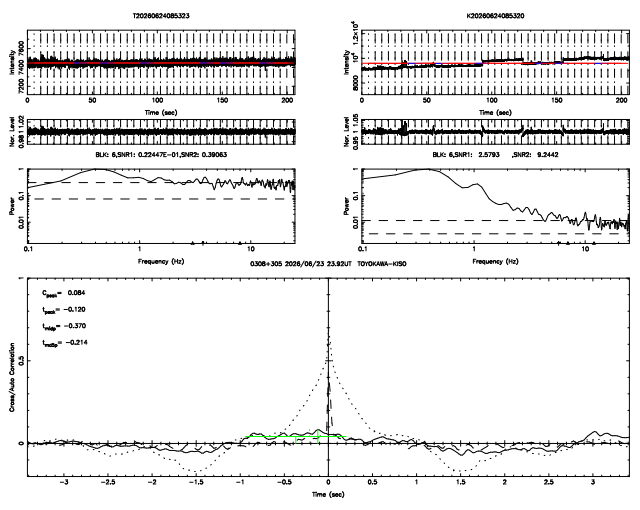 T20260624085323
K20260624085320
Intensity
7200 7400 7600
0 50 100 150 200
Time (sec)
Intensity
8000 10⁴ 1.2×10⁴
0 50 100 150 200
Time (sec)
Nor. Level
0.98 1 1.02
Nor. Level
0.95 1 1.05
BLK: 6,SNR1: 0.22447E-01,SNR2: 0.39063
BLK: 6,SNR1: 2.5793 ,SNR2: 9.2442
Power
1
0.1
0.01
0.1 1 10
Frequency (Hz)
Power
1
0.1
0.01
0.1 1 10
Frequency (Hz)
0308+305 2026/06/23 23.92UT TOYOKAWA-KISO
Cross/Auto Correlation
1
0.5
0
C_peak= 0.084
t_peak= -0.120
t_midp= -0.370
-0.214
-3 -2.5 -2 -1.5 -1 -0.5 0 0.5 1 1.5 2 2.5 3
Time (sec)